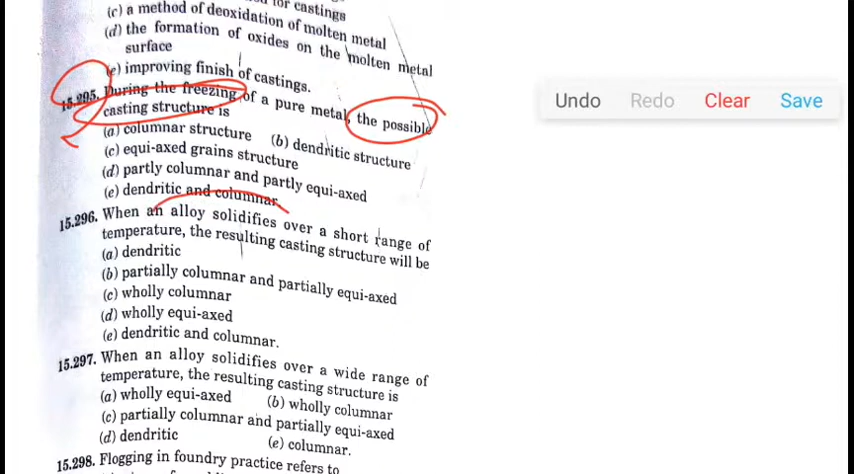 for castings
(c) a method of deoxidation of molten metal
(d) the formation of oxides on the molten metal
surface
(e) improving finish of castings.
15.295. During the freezing of a pure metal, the possible
casting structure is
(a) columnar structure (b) dendritic structure
(c) equi-axed grains structure
(d) partly columnar and partly equi-axed
(e) dendritic and columnar.
15.296. When an alloy solidifies over a short range of
temperature, the resulting casting structure will be
(a) dendritic
(b) partially columnar and partially equi-axed
(c) wholly columnar
(d) wholly equi-axed
(e) dendritic and columnar.
15.297. When an alloy solidifies over a wide range of
temperature, the resulting casting structure is
(a) wholly equi-axed (b) wholly columnar
(c) partially columnar and partially equi-axed
(d) dendritic (e) columnar.
15.298. Flogging in foundry practice refers to
Undo Redo Clear Save